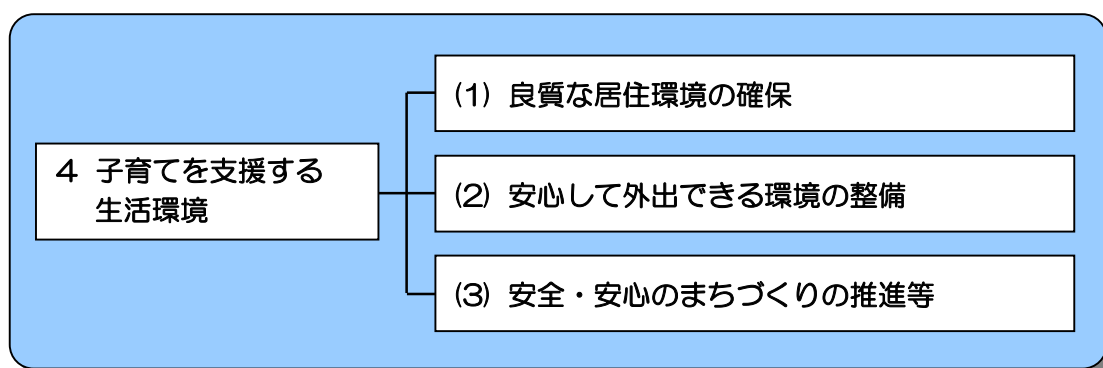 4 子育てを支援する
生活環境
(1) 良質な居住環境の確保
(2) 安心して外出できる環境の整備
(3) 安全・安心のまちづくりの推進等